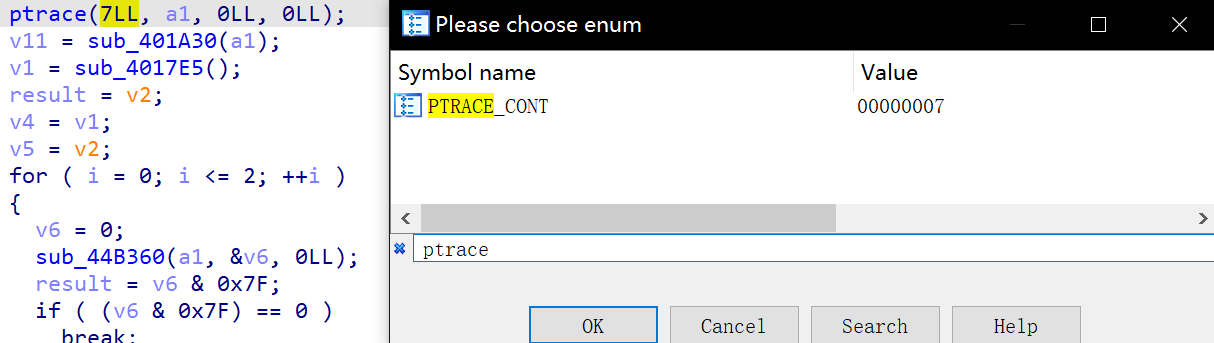 ptrace(7LL, a1, 0LL, 0LL);
v11 = sub_401A30(a1);
v1 = sub_4017E5();
result = v2;
v4 = v1;
v5 = v2;
for ( i = 0; i <= 2; ++i )
{
v6 = 0;
sub_44B360(a1, &v6, 0LL);
result = v6 & 0x7F;
if ( (v6 & 0x7F) == 0 )
break;
Please choose enum
Symbol name Value
PTRACE_CONT 00000007
ptrace
OK Cancel Search Help